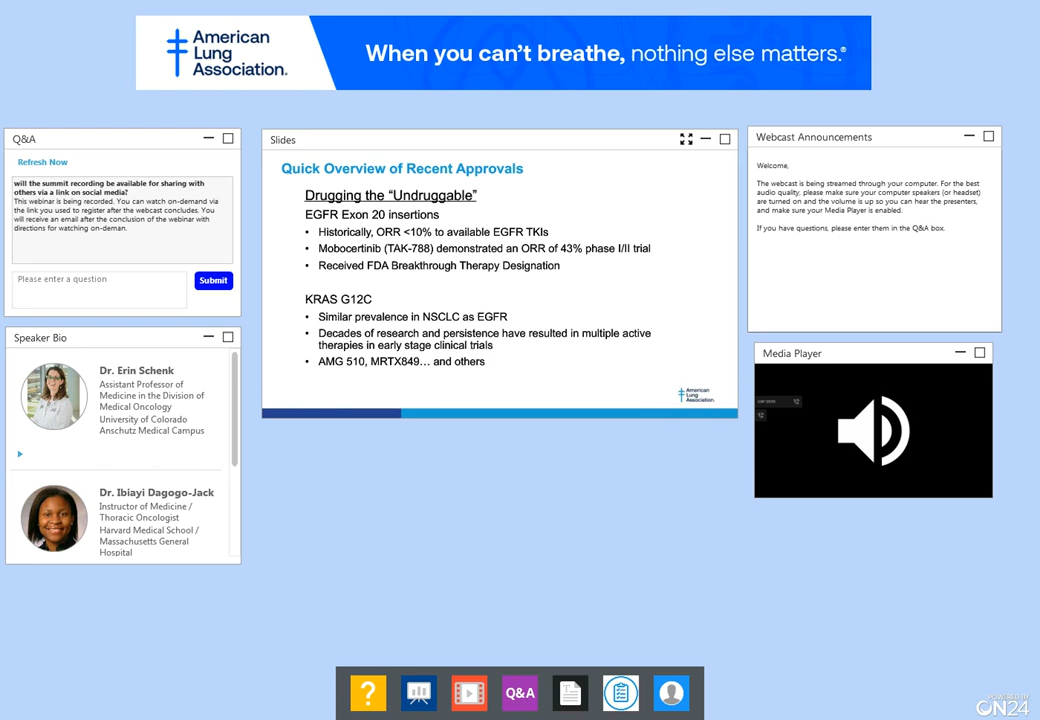 American
Lung
Association.
When you can't breathe, nothing else matters.®
Q&A
Refresh Now
will the summit recording be available for sharing with
others via a link on social media?
This webinar is being recorded. You can watch on-demand via
the link you used to register after the webcast concludes. You
will receive an email after the conclusion of the webinar with
directions for watching on-deman.
Please enter a question
Submit
Speaker Bio
Dr. Erin Schenk
Assistant Professor of
Medicine in the Division of
Medical Oncology
University of Colorado
Anschutz Medical Campus
Dr. Ibiayi Dagogo-Jack
Instructor of Medicine /
Thoracic Oncologist
Harvard Medical School /
Massachusetts General
Hospital
Slides
Quick Overview of Recent Approvals
Drugging the “Undruggable”
EGFR Exon 20 insertions
• Historically, ORR <10% to available EGFR TKIs
• Mobocertinib (TAK-788) demonstrated an ORR of 43% phase I/II trial
• Received FDA Breakthrough Therapy Designation
KRAS G12C
• Similar prevalence in NSCLC as EGFR
• Decades of research and persistence have resulted in multiple active
therapies in early stage clinical trials
• AMG 510, MRTX849… and others
American
Lung
Association.
Webcast Announcements
Welcome,
The webcast is being streamed through your computer. For the best
audio quality, please make sure your computer speakers (or headset)
are turned on and the volume is up so you can hear the presenters,
and make sure your Media Player is enabled.
If you have questions, please enter them in the Q&A box.
Media Player
?
Q&A
POWERED BY
ON24